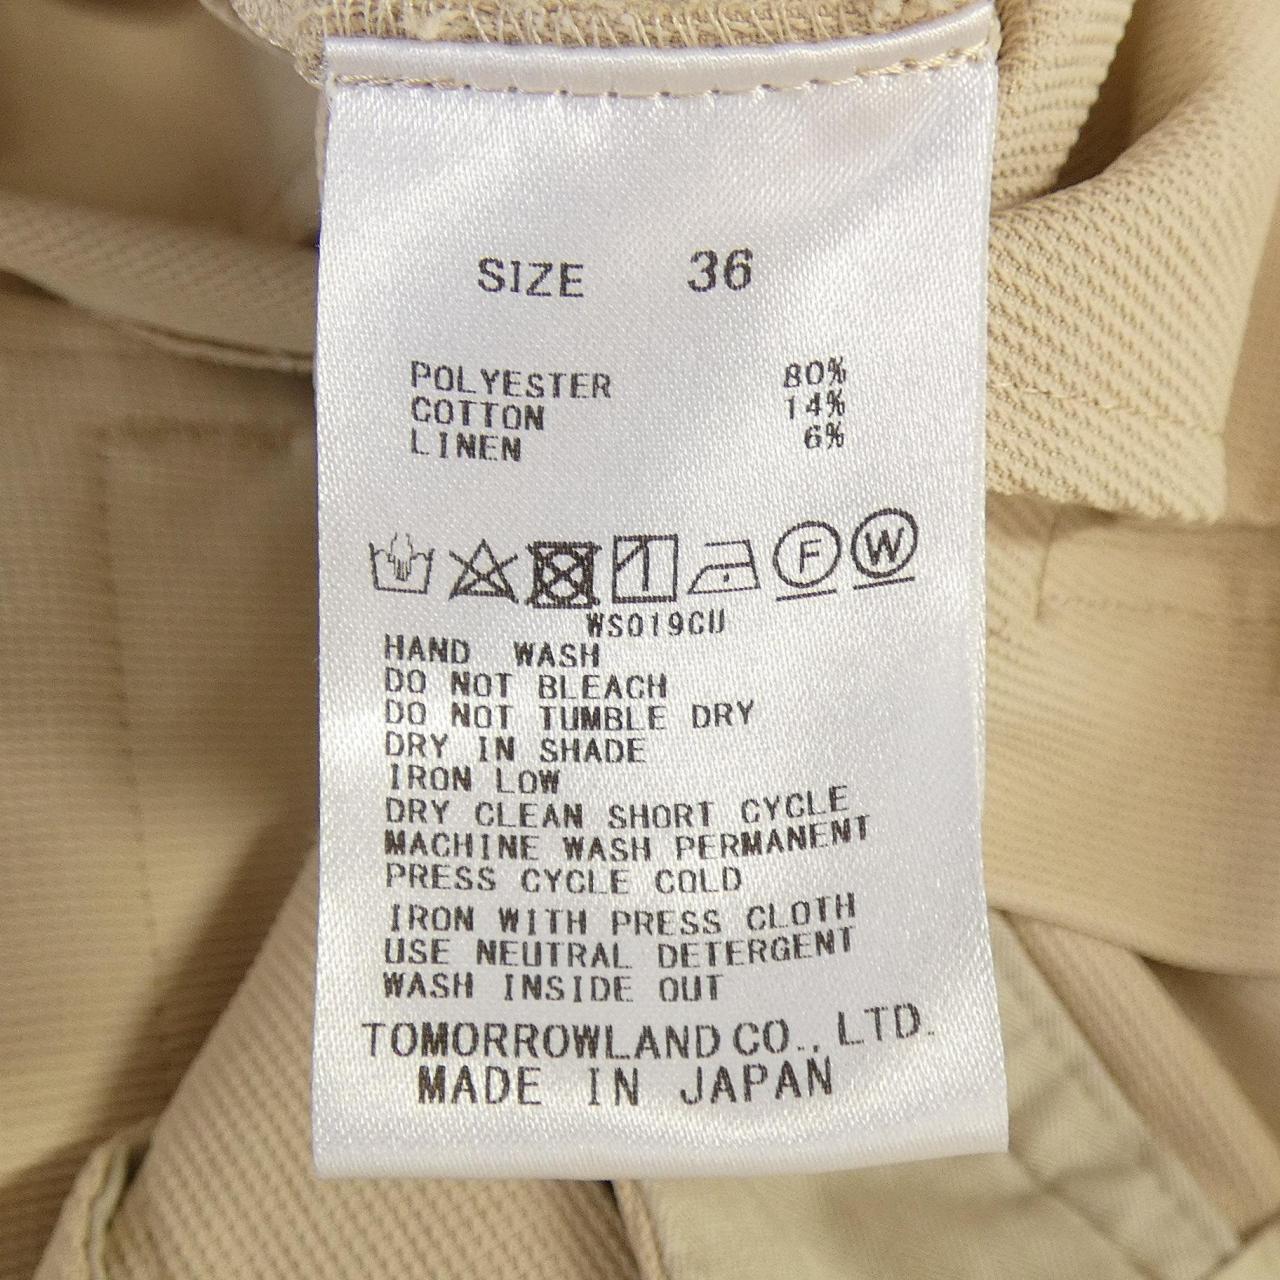 SIZE 36
POLYESTER 80%
COTTON 14%
LINEN 6%
F W
WS019CU
HAND WASH
DO NOT BLEACH
DO NOT TUMBLE DRY
DRY IN SHADE
IRON LOW
DRY CLEAN SHORT CYCLE
MACHINE WASH PERMANENT
PRESS CYCLE COLD
IRON WITH PRESS CLOTH
USE NEUTRAL DETERGENT
WASH INSIDE OUT
TOMORROWLAND CO., LTD.
MADE IN JAPAN